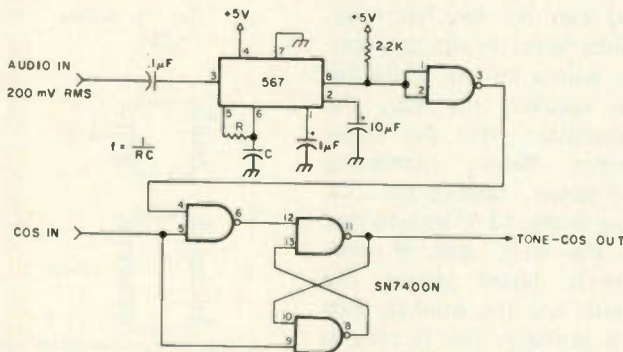 +5V
+5V
2.2K
AUDIO IN
200 mV RMS
.1µF
3
4
7
567
8
2
5
6
1
R
C
1µF
+
10µF
+
f = 1/RC
1
2
3
4
5
6
12
13
11
COS IN
TONE-COS OUT
SN7400N
10
9
8